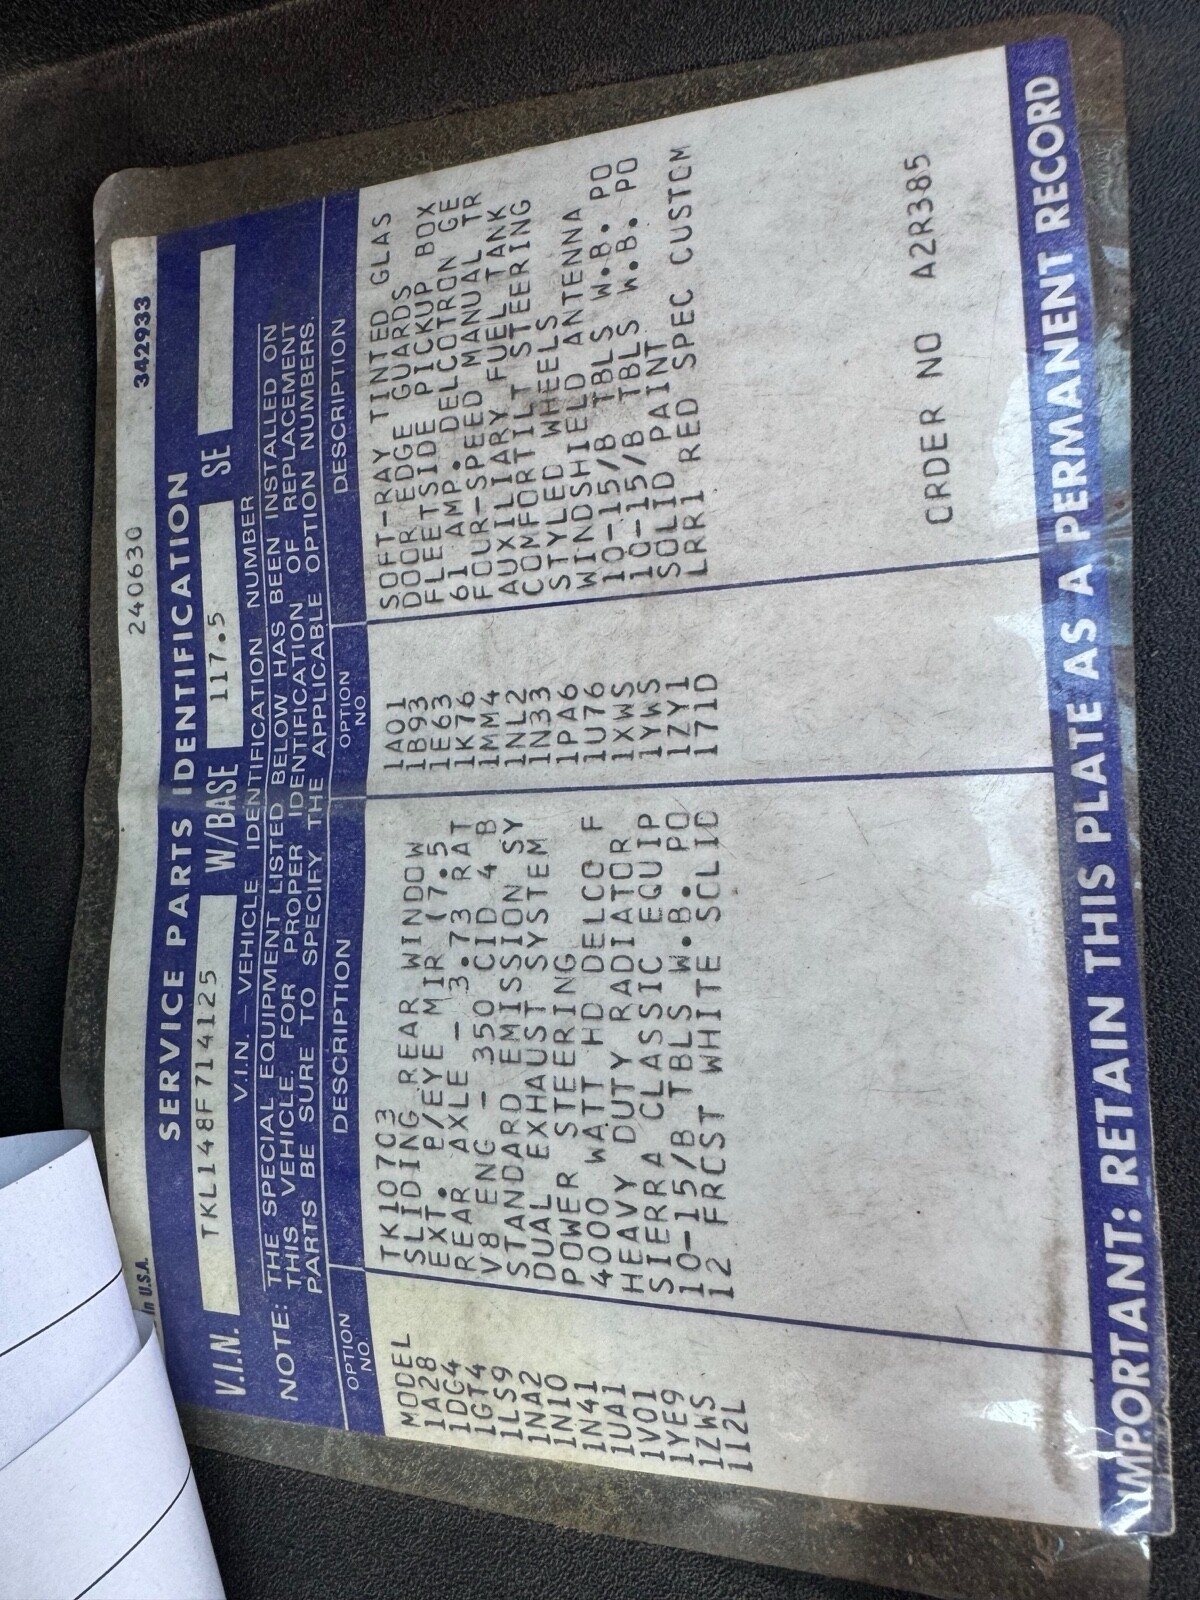 in U.S.A.
240630
342933
SERVICE PARTS IDENTIFICATION
V.I.N. TKL148F714125 W/BASE 117.5 SE
V.I.N. — VEHICLE IDENTIFICATION NUMBER
NOTE: THE SPECIAL EQUIPMENT LISTED BELOW HAS BEEN INSTALLED ON
THIS VEHICLE. FOR PROPER IDENTIFICATION OF REPLACEMENT
PARTS BE SURE TO SPECIFY THE APPLICABLE OPTION NUMBERS.
OPTION NO. DESCRIPTION OPTION NO. DESCRIPTION
MODEL TK10703
1A28 SLIDING REAR WINDOW
1DG4 EXT. P/EYE MIR (7.5
1GT4 REAR AXLE - 3.73 RAT
1LS9 V8 ENG - 350 CID 4 B
1NA2 STANDARD EMISSION SY
1N10 DUAL EXHAUST SYSTEM
1N41 POWER STEERING
1UA1 4000 WATT HD DELCO F
1V01 HEAVY DUTY RADIATOR
1YE9 SIERRA CLASSIC EQUIP
1ZWS 10-15/B TBLS W.B. PO
112L 12 FROST WHITE SOLID
1A01 SOFT-RAY TINTED GLAS
1B93 DOOR EDGE GUARDS
1E63 FLEETSIDE PICKUP BOX
1K76 61 AMP. DELCOTRON GE
1MM4 FOUR-SPEED MANUAL TR
1NL2 AUXILIARY FUEL TANK
1N33 COMFORTILT STEERING
1PA6 STYLED WHEELS
1U76 WINDSHIELD ANTENNA
1XWS 10-15/B TBLS W.B. PO
1YWS 10-15/B TBLS W.B. PO
1ZY1 SOLID PAINT
171D LRR1 RED SPEC CUSTOM
ORDER NO A2R385
IMPORTANT: RETAIN THIS PLATE AS A PERMANENT RECORD